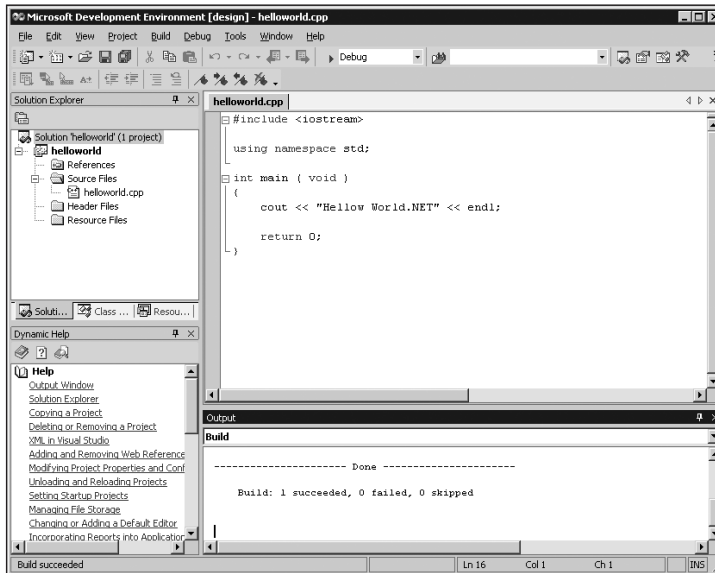 Microsoft Development Environment [design] - helloworld.cpp
File Edit View Project Build Debug Tools Window Help
Debug
Solution Explorer
Solution 'helloworld' (1 project)
helloworld
References
Source Files
helloworld.cpp
Header Files
Resource Files
Soluti... Class ... Resou...
Dynamic Help
Help
Output Window
Solution Explorer
Copying a Project
Deleting or Removing a Project
XML in Visual Studio
Adding and Removing Web Reference
Modifying Project Properties and Conf
Unloading and Reloading Projects
Setting Startup Projects
Managing File Storage
Changing or Adding a Default Editor
Incorporating Reports into Application
helloworld.cpp
#include <iostream>
using namespace std;
int main ( void )
{
cout << "Hellow World.NET" << endl;
return 0;
}
Output
Build
---------------------- Done ----------------------
Build: 1 succeeded, 0 failed, 0 skipped
Build succeeded Ln 16 Col 1 Ch 1 INS